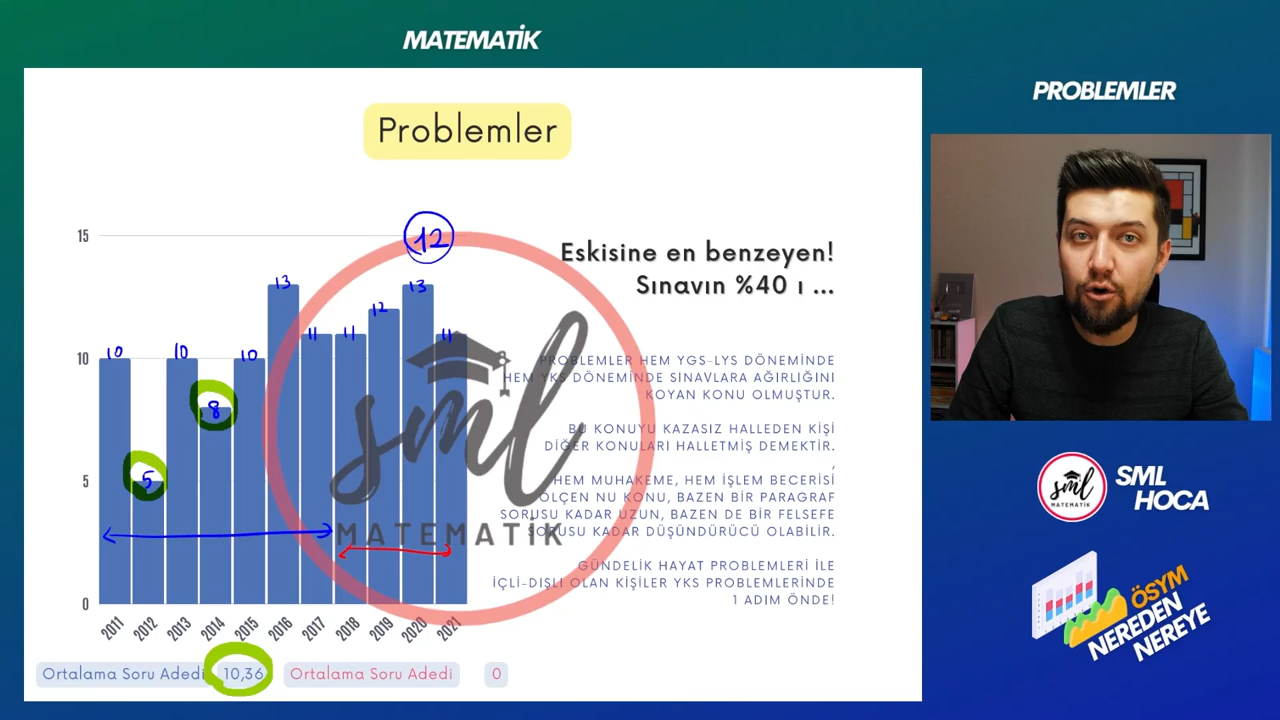 MATEMATİK
PROBLEMLER
Problemler
15
12
Eskisine en benzeyen!
Sınavın %40 ı ...
13
13
12
11
11
11
10
10
10
10
PROBLEMLER HEM YGS-LYS DÖNEMİNDE
HEM YKS DÖNEMİNDE SINAVLARA AĞIRLIĞINI
KOYAN KONU OLMUŞTUR.
8
BU KONUYU KAZASIZ HALLEDEN KİŞİ
DİĞER KONULARI HALLETMİŞ DEMEKTİR.
5
5
HEM MUHAKEME, HEM İŞLEM BECERİSİ
ÖLÇEN NU KONU, BAZEN BİR PARAGRAF
SORUSU KADAR UZUN, BAZEN DE BİR FELSEFE
SORUSU KADAR DÜŞÜNDÜRÜCÜ OLABİLİR.
sml
MATEMATİK
GÜNDELİK HAYAT PROBLEMLERİ İLE
İÇLİ-DIŞLI OLAN KİŞİLER YKS PROBLEMLERİNDE
1 ADIM ÖNDE!
0
2011 2012 2013 2014 2015 2016 2017 2018 2019 2020 2021
Ortalama Soru Adedi 10,36 Ortalama Soru Adedi 0
sml
MATEMATİK
SML
HOCA
ÖSYM
NEREDEN
NEREYE